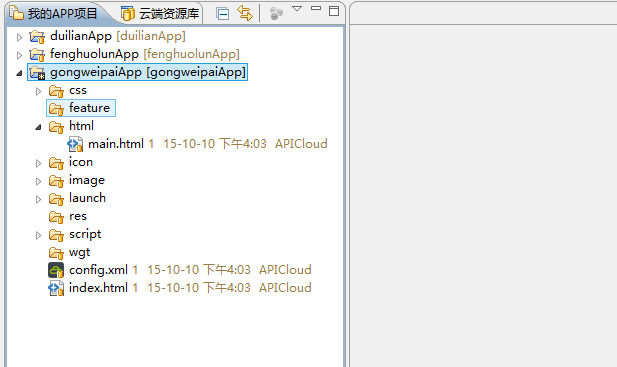 我的APP项目 云端资源库
duilianApp [duilianApp]
fenghuolunApp [fenghuolunApp]
gongweipaiApp [gongweipaiApp]
css
feature
html
main.html 1 15-10-10 下午4:03 APICloud
icon
image
launch
res
script
wgt
config.xml 1 15-10-10 下午4:03 APICloud
index.html 1 15-10-10 下午4:03 APICloud